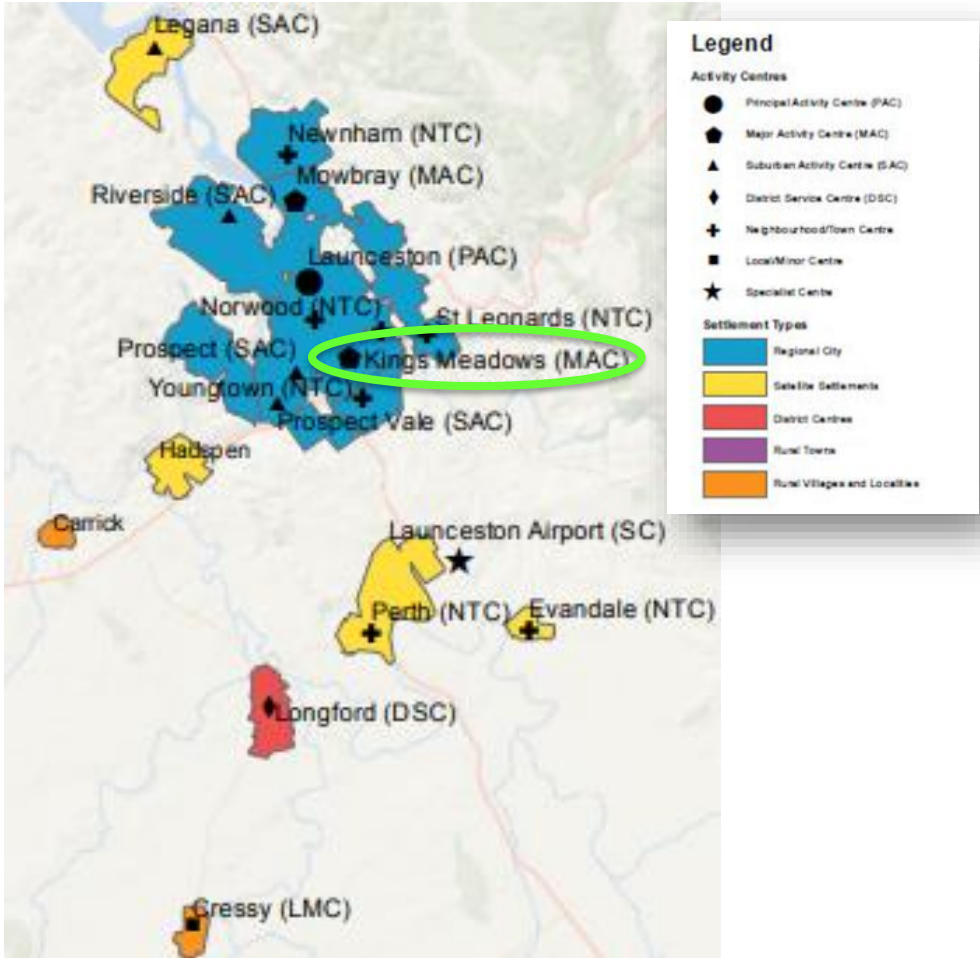 Legana (SAC)
Newnham (NTC)
Mowbray (MAC)
Riverside (SAC)
Launceston (PAC)
Norwood (NTC)
St Leonards (NTC)
Prospect (SAC)
Kings Meadows (MAC)
Youngtown (NTC)
Prospect Vale (SAC)
Hadspen
Carrick
Launceston Airport (SC)
Perth (NTC)
Evandale (NTC)
Longford (DSC)
Cressy (LMC)
Legend
Activity Centres
Principal Activity Centre (PAC)
Major Activity Centre (MAC)
Suburban Activity Centre (SAC)
District Service Centre (DSC)
Neighbourhood/Town Centre
Local/Minor Centre
Specialist Centre
Settlement Types
Regional City
Satellite Settlements
District Centres
Rural Towns
Rural Villages and Localities